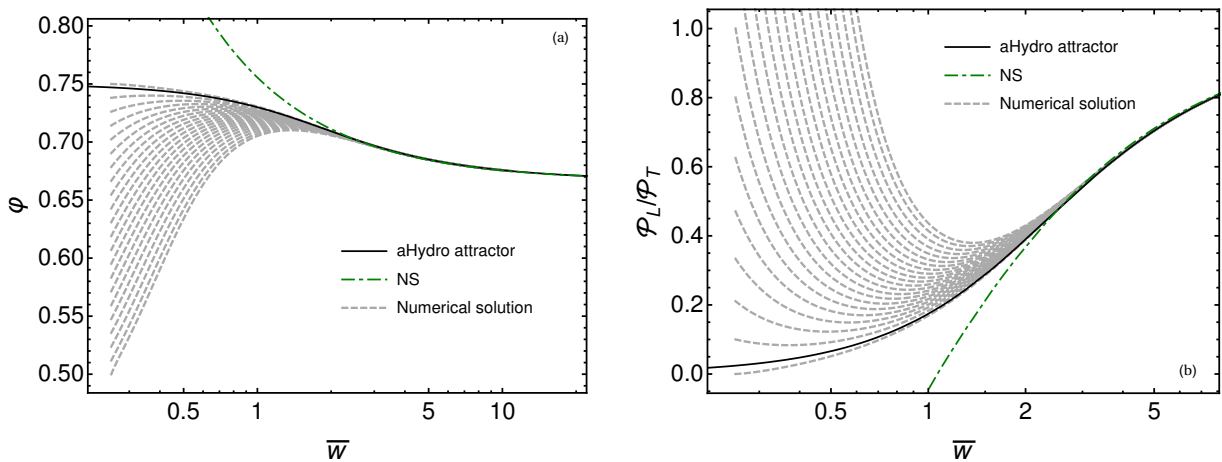 (a)
0.80
0.75
0.70
0.65
0.60
0.55
0.50
φ
aHydro attractor
NS
Numerical solution
0.5 1 5 10
w̅
(b)
1.0
0.8
0.6
0.4
0.2
0.0
𝒫_L/𝒫_T
aHydro attractor
NS
Numerical solution
0.5 1 2 5
w̅